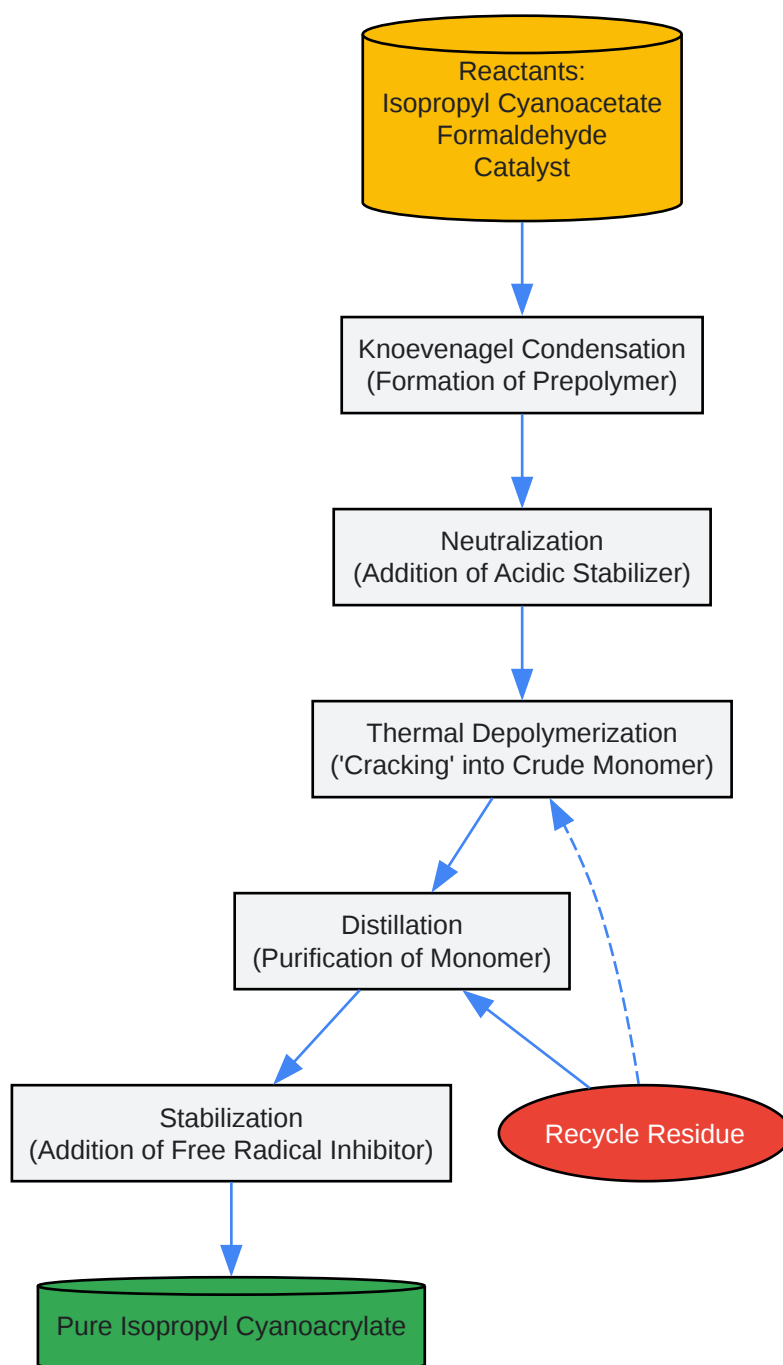 Reactants:
Isopropyl Cyanoacetate
Formaldehyde
Catalyst
Knoevenagel Condensation
(Formation of Prepolymer)
Neutralization
(Addition of Acidic Stabilizer)
Thermal Depolymerization
('Cracking' into Crude Monomer)
Distillation
(Purification of Monomer)
Stabilization
(Addition of Free Radical Inhibitor)
Recycle Residue
Pure Isopropyl Cyanoacrylate